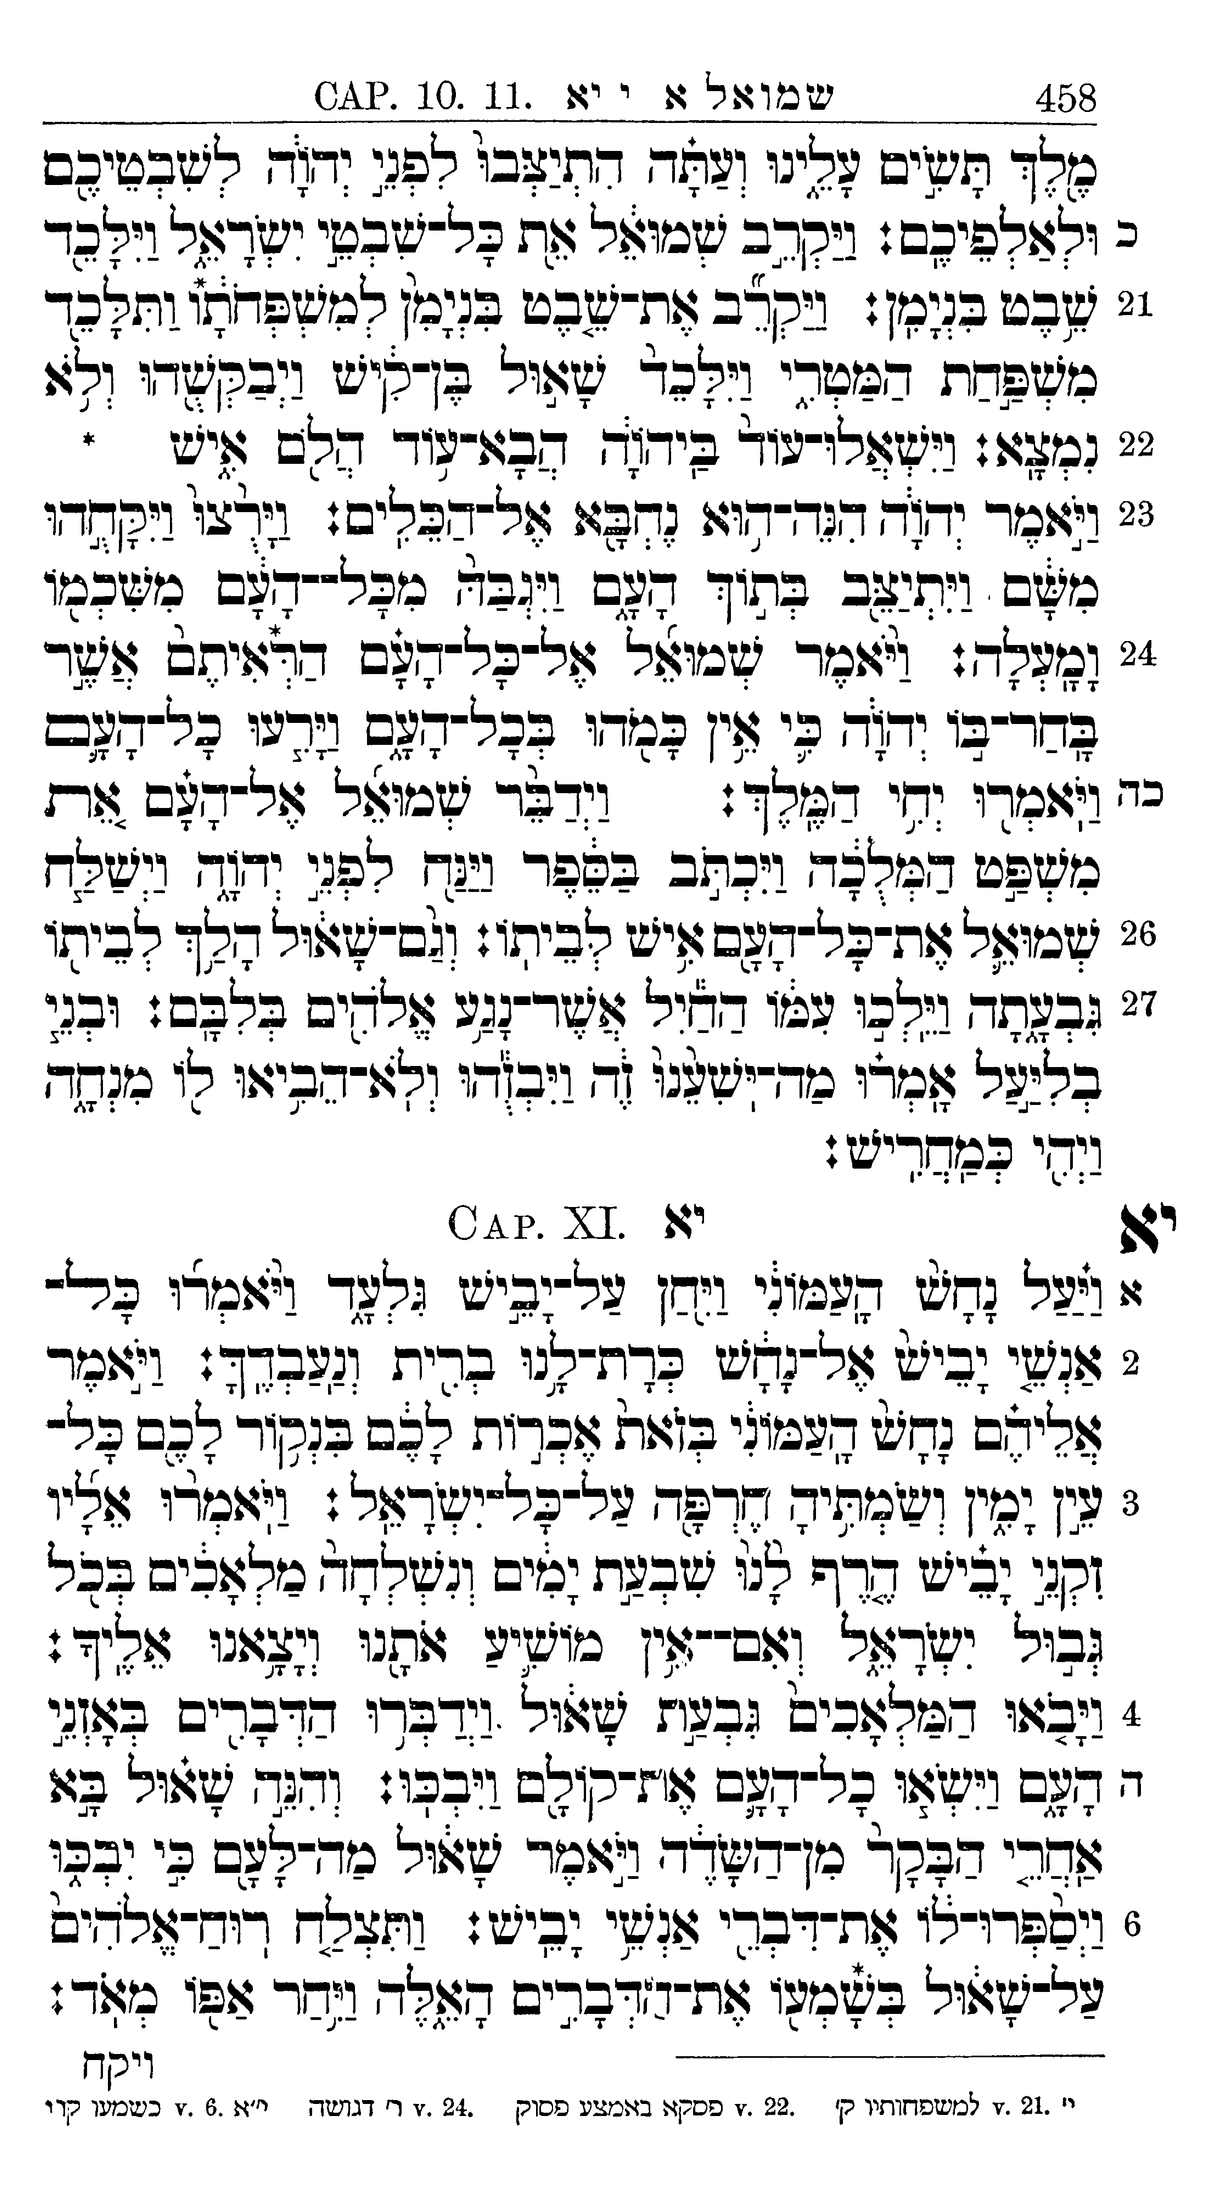 458 שמואל א י יא CAP. 10. 11.
מֶ֖לֶךְ תָּשִׂ֣ים עָלֵ֑ינוּ וְעַתָּ֗ה הִתְיַצְּבוּ֙ לִפְנֵ֣י יְהוָֹ֔ה לְשִׁבְטֵיכֶ֖ם
כ וּלְאַלְפֵיכֶֽם׃ וַיַּקְרֵ֣ב שְׁמוּאֵ֔ל אֵ֖ת כָּל־שִׁבְטֵ֣י יִשְׂרָאֵ֑ל וַיִּלָּכֵ֖ד
21 שֵׁ֥בֶט בִּנְיָמִֽן׃ וַיַּקְרֵ֞ב אֶת־שֵׁ֤בֶט בִּנְיָמִן֙ לְמִשְׁפְּחֹתָ֔ו* וַתִּלָּכֵ֖ד
מִשְׁפַּ֣חַת הַמַּטְרִ֑י וַיִּלָּכֵד֙ שָׁא֣וּל בֶּן־קִ֔ישׁ וַיְבַקְשֻׁ֖הוּ וְלֹ֥א
22 נִמְצָֽא׃ וַיִּשְׁאֲלוּ־עוֹד֙ בַּֽיהוָֹ֔ה הֲבָא־ע֥וֹד הֲלֹ֖ם אִ֑ישׁ *
23 וַיֹּ֣אמֶר יְהוָֹ֔ה הִנֵּה־ה֥וּא נֶחְבָּ֖א אֶל־הַכֵּלִֽים׃ וַיָּרֻ֙צוּ֙ וַיִּקָּחֻ֣הוּ
מִשָּׁ֔ם וַיִּתְיַצֵּ֖ב בְּת֣וֹךְ הָעָ֑ם וַיִּגְבַּהּ֙ מִכָּל־הָעָ֔ם מִשִּׁכְמ֖וֹ
24 וָמָֽעְלָה׃ וַיֹּ֨אמֶר שְׁמוּאֵ֜ל אֶל־כָּל־הָעָ֗ם הַרְּאִיתֶם֙* אֲשֶׁ֣ר
בָּֽחַר־בּ֣וֹ יְהוָֹ֔ה כִּ֛י אֵ֥ין כָּמֹ֖הוּ בְּכָל־הָעָ֑ם וַיָּרִ֧עוּ כָל־הָעָ֛ם
כה וַיֹּֽאמְר֖וּ יְחִ֥י הַמֶּֽלֶךְ׃ וַיְדַבֵּ֨ר שְׁמוּאֵ֜ל אֶל־הָעָ֗ם אֵ֚ת
מִשְׁפַּ֣ט הַמְּלֻכָ֔ה וַיִּכְתֹּ֣ב בַּסֵּ֔פֶר וַיַּנַּ֖ח לִפְנֵ֣י יְהוָֹ֑ה וַיְשַׁלַּ֧ח
26 שְׁמוּאֵ֛ל אֶת־כָּל־הָעָ֖ם אִ֥ישׁ לְבֵיתֽוֹ׃ וְגַ֨ם־שָׁא֔וּל הָלַ֥ךְ לְבֵית֖וֹ
27 גִּבְעָ֑תָה וַיֵּלְכ֣וּ עִמּ֔וֹ הַחַ֕יִל אֲשֶׁר־נָגַ֥ע אֱלֹהִ֖ים בְּלִבָּֽם׃ וּבְנֵ֧י
בְלִיַּ֣עַל אָֽמְר֗וּ מַה־יֹּֽשִׁעֵ֙נוּ֙ זֶ֔ה וַיִּבְזֻ֕הוּ וְלֹֽא־הֵבִ֥יאוּ ל֖וֹ מִנְחָ֑ה
וַיְהִ֖י כְּמַֽחֲרִֽישׁ׃
יא Cap. XI. יא
א וַיַּ֗עַל נָחָשׁ֙ הָֽעַמּוֹנִ֔י וַיִּ֖חַן עַל־יָבֵ֣ישׁ גִּלְעָ֑ד וַיֹּ֨אמְר֜וּ כָּל־
2 אַנְשֵׁ֤י יָבֵישׁ֙ אֶל־נָחָ֔שׁ כְּרָת־לָ֥נוּ בְרִ֖ית וְנַֽעַבְדֶֽךָּ׃ וַיֹּ֣אמֶר
אֲלֵיהֶ֗ם נָחָשׁ֙ הָֽעַמּוֹנִ֔י בְּזֹאת֙ אֶכְרֹ֣ות לָכֶ֔ם בִּנְק֥וֹר לָכֶ֖ם כָּל־
3 עֵ֣ין יָמִ֑ין וְשַׂמְתִּ֥יהָ חֶרְפָּ֖ה עַל־כָּל־יִשְׂרָאֵֽל׃ וַיֹּֽאמְר֨וּ אֵלָ֜יו
זִקְנֵ֣י יָבֵ֗ישׁ הֶ֤רֶף לָ֙נוּ֙ שִׁבְעַ֣ת יָמִ֔ים וְנִשְׁלְחָה֙ מַלְאָכִ֔ים בְּכֹ֖ל
גְּב֣וּל יִשְׂרָאֵ֑ל וְאִם־אֵ֥ין מוֹשִׁ֛יעַ אֹתָ֖נוּ וְיָצָ֥אנוּ אֵלֶֽיךָ׃
4 וַיָּבֹ֤אוּ הַמַּלְאָכִים֙ גִּבְעַ֣ת שָׁא֔וּל וַיְדַבְּר֥וּ הַדְּבָרִ֖ים בְּאָזְנֵ֣י
ה הָעָ֑ם וַיִּשְׂא֧וּ כָל־הָעָ֛ם אֶת־קוֹלָ֖ם וַיִּבְכּֽוּ׃ וְהִנֵּ֣ה שָׁא֗וּל בָּ֣א
אַֽחֲרֵ֤י הַבָּקָר֙ מִן־הַשָּׂדֶ֔ה וַיֹּ֣אמֶר שָׁא֔וּל מַה־לָּעָ֖ם כִּ֣י יִבְכּ֑וּ
6 וַיְסַ֨פְּרוּ־ל֔וֹ אֶת־דִּבְרֵ֖י אַנְשֵׁ֥י יָבֵֽישׁ׃ וַתִּצְלַ֤ח רֽוּחַ־אֱלֹהִים֙
עַל־שָׁא֔וּל בְּשָׁמְע֖וֹ* אֶת־הַדְּבָרִ֣ים הָאֵ֑לֶּה וַיִּ֥חַר אַפּ֖וֹ מְאֹֽד׃
ויקח
v. 21. י׳ למשפחותיו ק׳ v. 22. פסקא באמצע פסוק v. 24. ר׳ דגושה י״א v. 6. כשמעו קרי